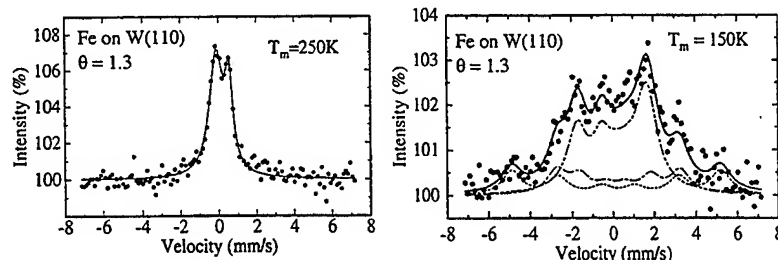 108
Fe on W(110)
T_m=250K
θ = 1.3
106
104
102
100
Intensity (%)
-8 -6 -4 -2 0 2 4 6 8
Velocity (mm/s)
104
Fe on W(110)
T_m = 150K
θ = 1.3
103
102
101
100
Intensity (%)
-8 -6 -4 -2 0 2 4 6 8
Velocity (mm/s)